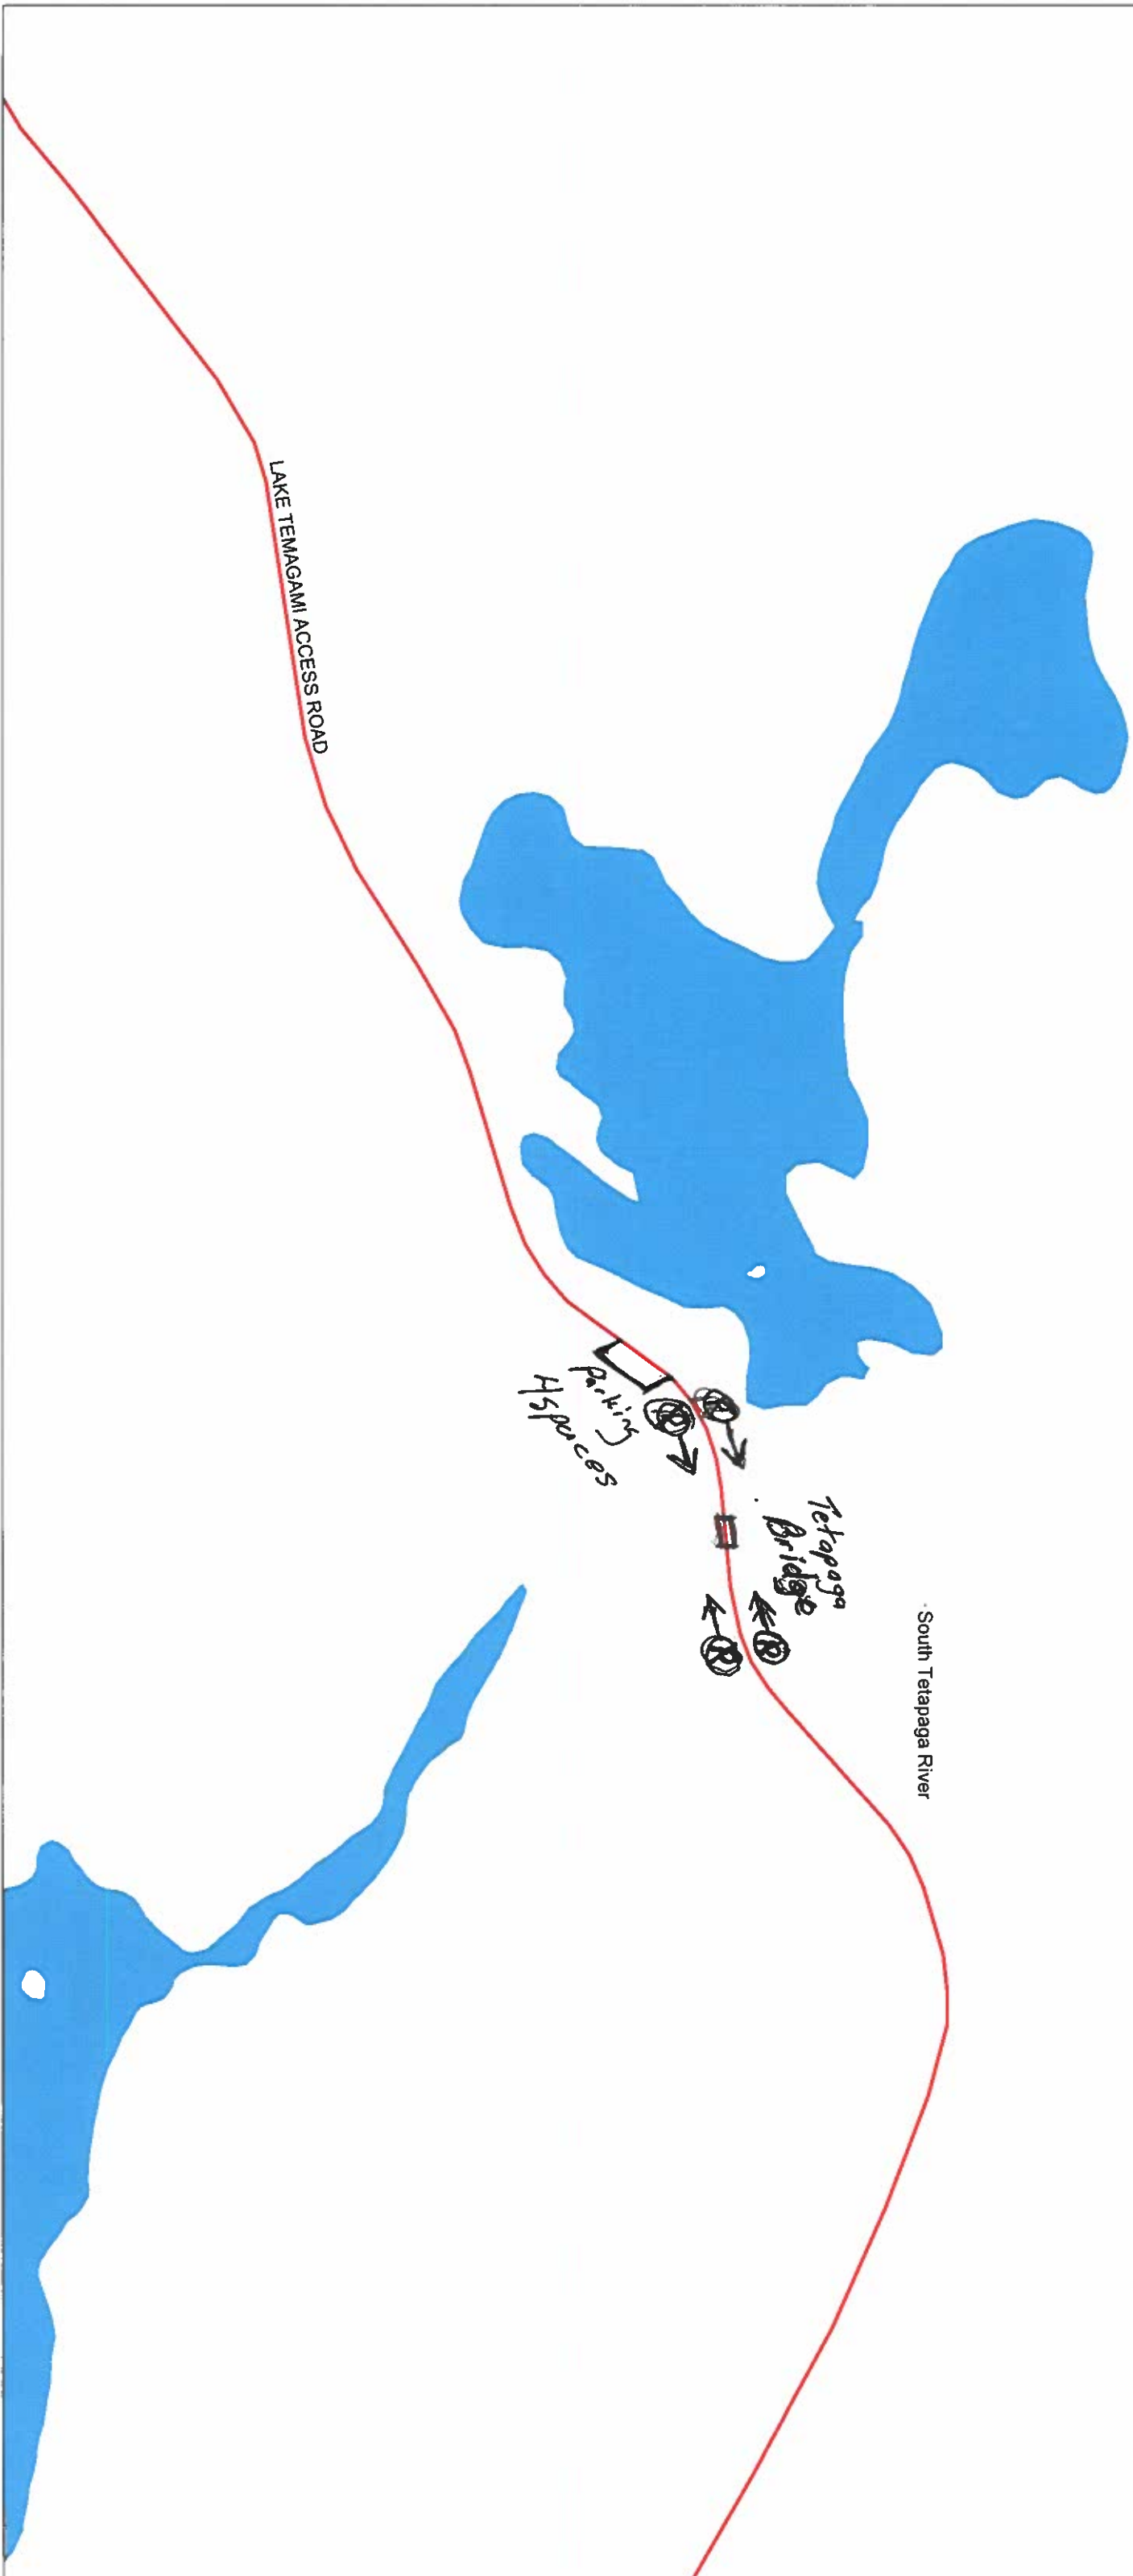 LAKE TEMAGAMI ACCESS ROAD
South Tetapaga River
Tetapaga
Bridge
Parking
4 spaces
R
R
R
R